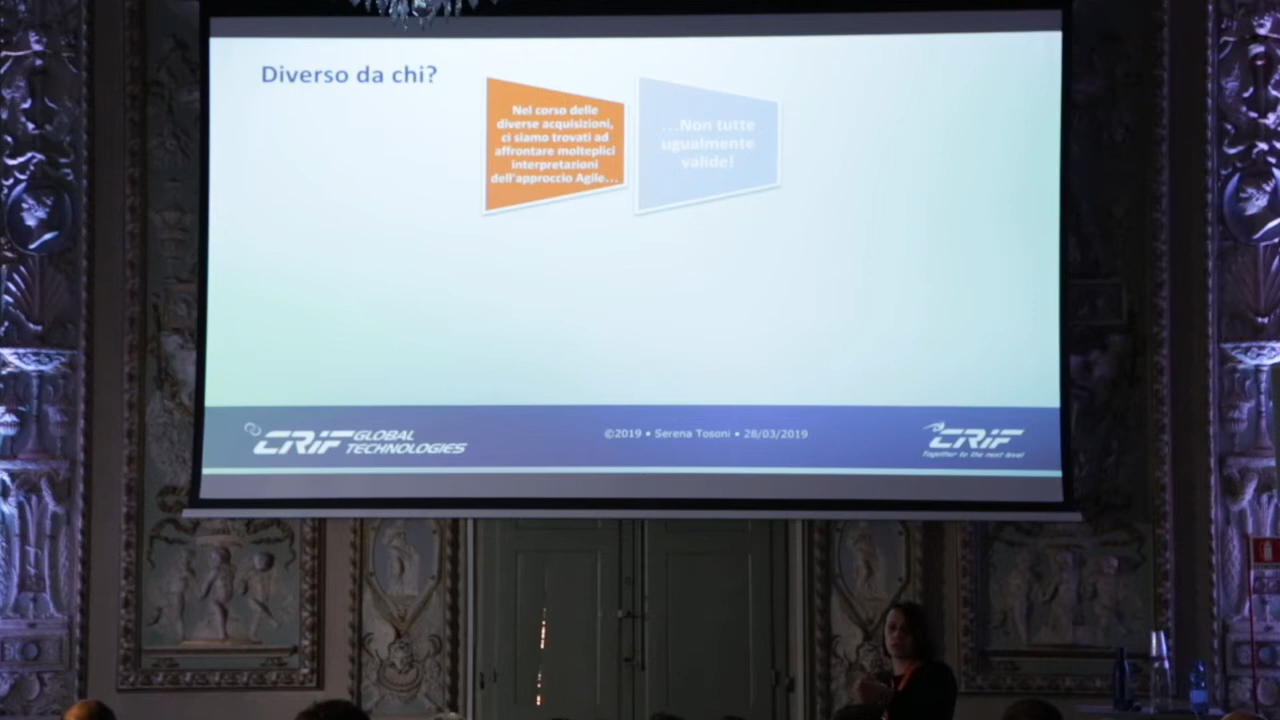 Diverso da chi?
Nel corso delle
diverse acquisizioni,
ci siamo trovati ad
affrontare molteplici
interpretazioni
dell'approccio Agile...
...Non tutte
ugualmente
valide!
CRIF GLOBAL
TECHNOLOGIES
©2019 • Serena Tosoni • 28/03/2019
CRIF
Together to the next level